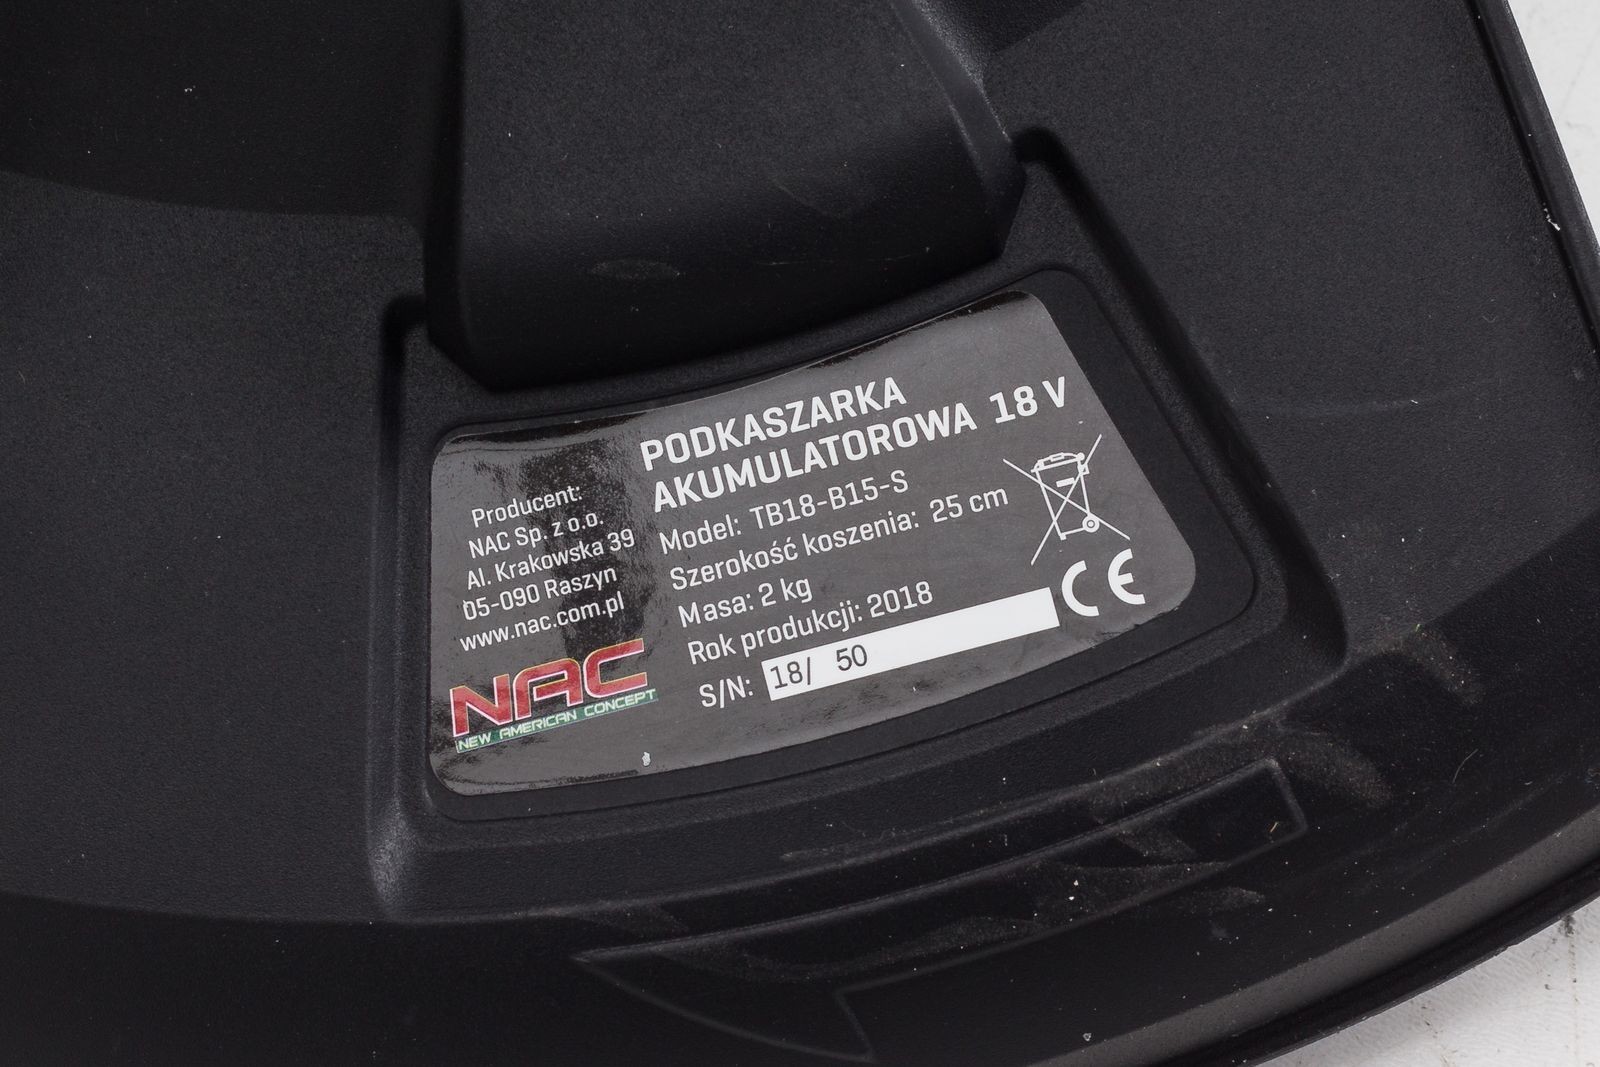 Producent:
NAC Sp. z o.o.
Al. Krakowska 39
05-090 Raszyn
www.nac.com.pl
NAC
NEW AMERICAN CONCEPT
PODKASZARKA
AKUMULATOROWA 18 V
Model: TB18-B15-S
Szerokość koszenia: 25 cm
Masa: 2 kg
Rok produkcji: 2018
S/N: 18/ 50
CE